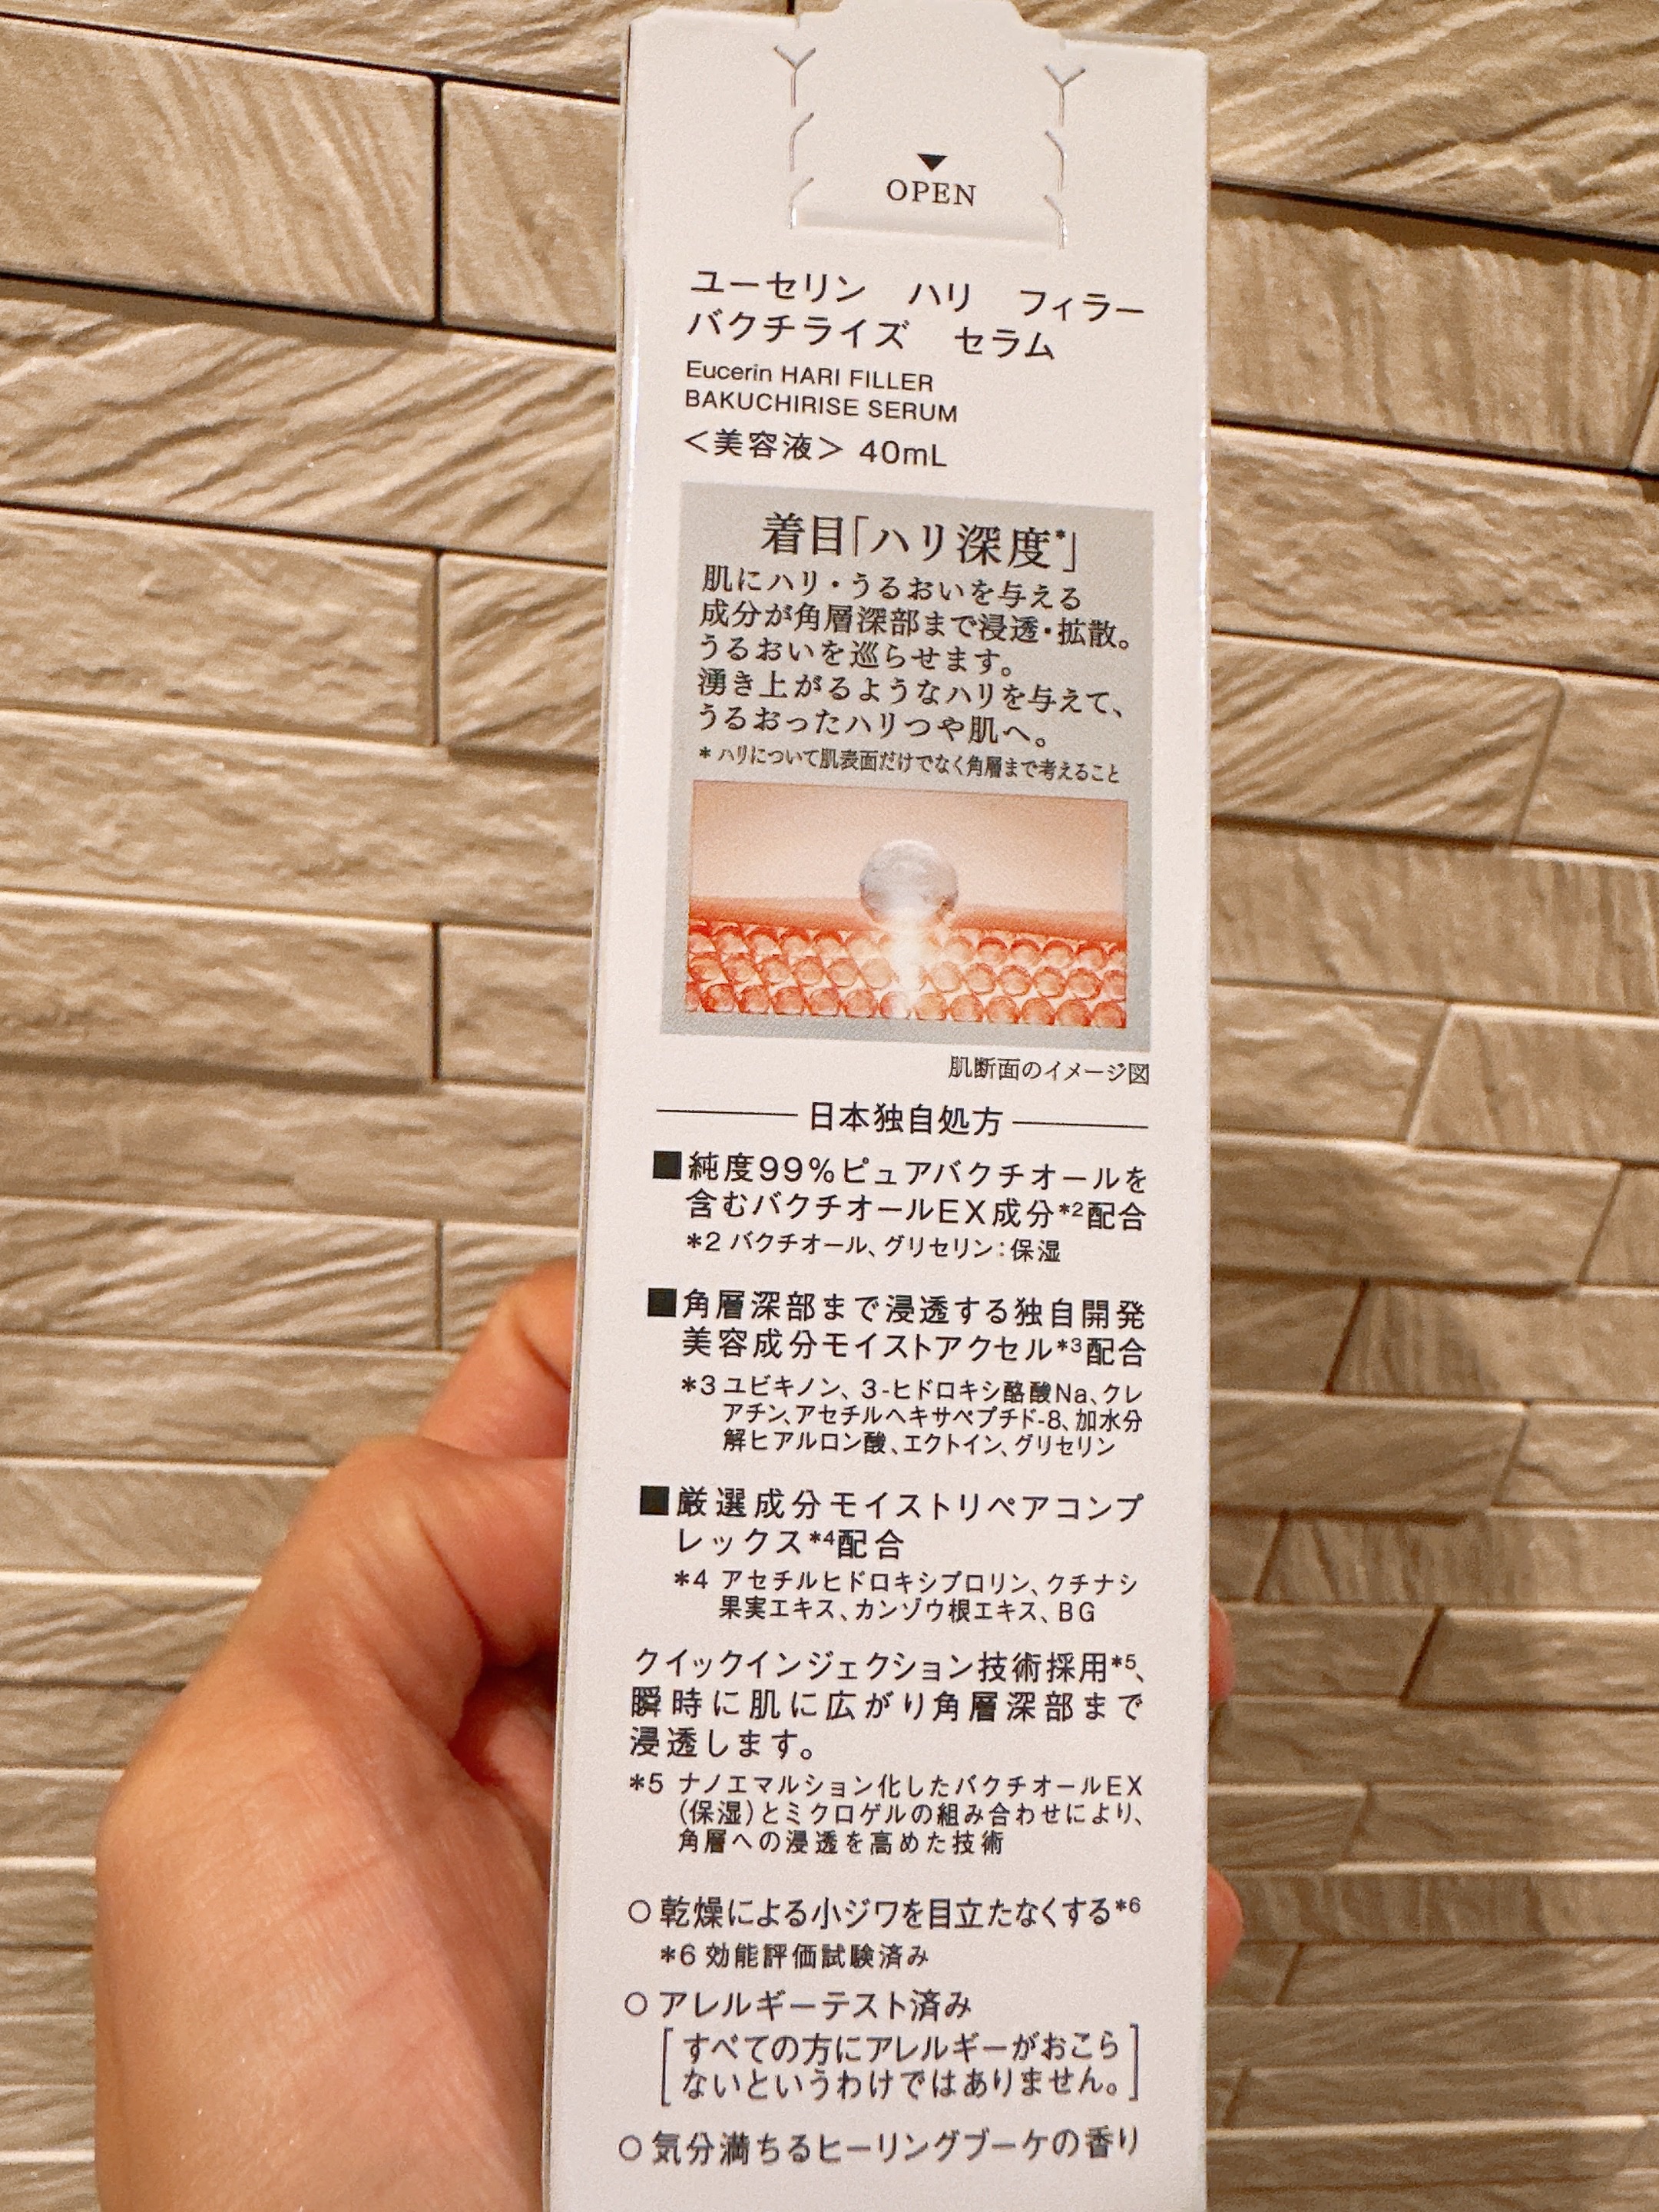 OPEN
ユーセリン ハリ フィラー
バクチライズ セラム
Eucerin HARI FILLER
BAKUCHIRISE SERUM
＜美容液＞ 40mL
着目「ハリ深度*」
肌にハリ・うるおいを与える
成分が角層深部まで浸透・拡散。
うるおいを巡らせます。
湧き上がるようなハリを与えて、
うるおったハリつや肌へ。
* ハリについて肌表面だけでなく角層まで考えること
肌断面のイメージ図
日本独自処方
■純度99%ピュアバクチオールを
含むバクチオールEX成分*2配合
*2 バクチオール、グリセリン:保湿
■角層深部まで浸透する独自開発
美容成分モイストアクセル*3配合
*3 ユビキノン、3-ヒドロキシ酪酸Na、クレ
アチン、アセチルヘキサペプチド-8、加水分
解ヒアルロン酸、エクトイン、グリセリン
■厳選成分モイストリペアコンプ
レックス*4配合
*4 アセチルヒドロキシプロリン、クチナシ
果実エキス、カンゾウ根エキス、BG
クイックインジェクション技術採用*5、
瞬時に肌に広がり角層深部まで
浸透します。
*5 ナノエマルション化したバクチオールEX
(保湿)とミクロゲルの組み合わせにより、
角層への浸透を高めた技術
○乾燥による小ジワを目立たなくする*6
*6 効能評価試験済み
○アレルギーテスト済み
[すべての方にアレルギーがおこら
ないというわけではありません。]
○気分満ちるヒーリングブーケの香り